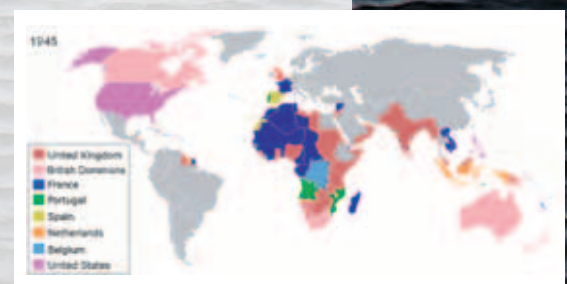 1945
United Kingdom
British Dominions
France
Portugal
Spain
Netherlands
Belgium
United States